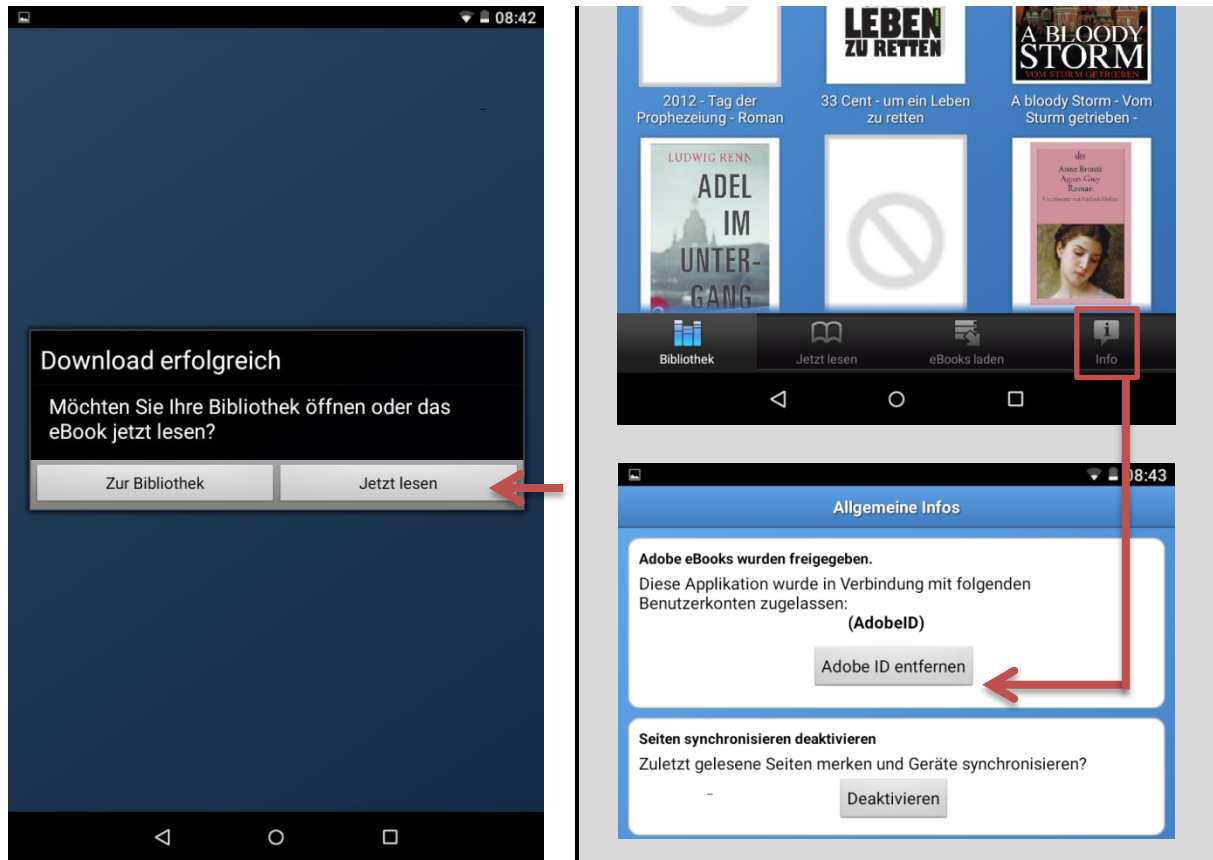 08:42
Download erfolgreich
Möchten Sie Ihre Bibliothek öffnen oder das
eBook jetzt lesen?
Zur Bibliothek
Jetzt lesen
LEBEN
ZU RETTEN
A BLOODY
STORM
VOM STURM GETRIEBEN
2012 - Tag der
Prophezeiung - Roman
33 Cent - um ein Leben
zu retten
A bloody Storm - Vom
Sturm getrieben -
LUDWIG RENN
ADEL
IM
UNTER-
GANG
dtv
Anne Brontë
Agnes Grey
Roman
Bibliothek
Jetzt lesen
eBooks laden
Info
08:43
Allgemeine Infos
Adobe eBooks wurden freigegeben.
Diese Applikation wurde in Verbindung mit folgenden
Benutzerkonten zugelassen:
(AdobeID)
Adobe ID entfernen
Seiten synchronisieren deaktivieren
Zuletzt gelesene Seiten merken und Geräte synchronisieren?
Deaktivieren